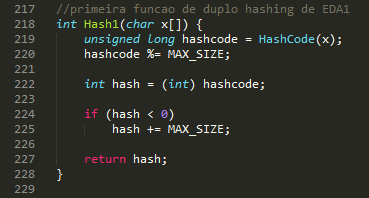 217 //primeira funcao de duplo hashing de EDA1
218 int Hash1(char x[]) {
219 unsigned long hashcode = HashCode(x);
220 hashcode %= MAX_SIZE;
221
222 int hash = (int) hashcode;
223
224 if (hash < 0)
225 hash += MAX_SIZE;
226
227 return hash;
228 }
229